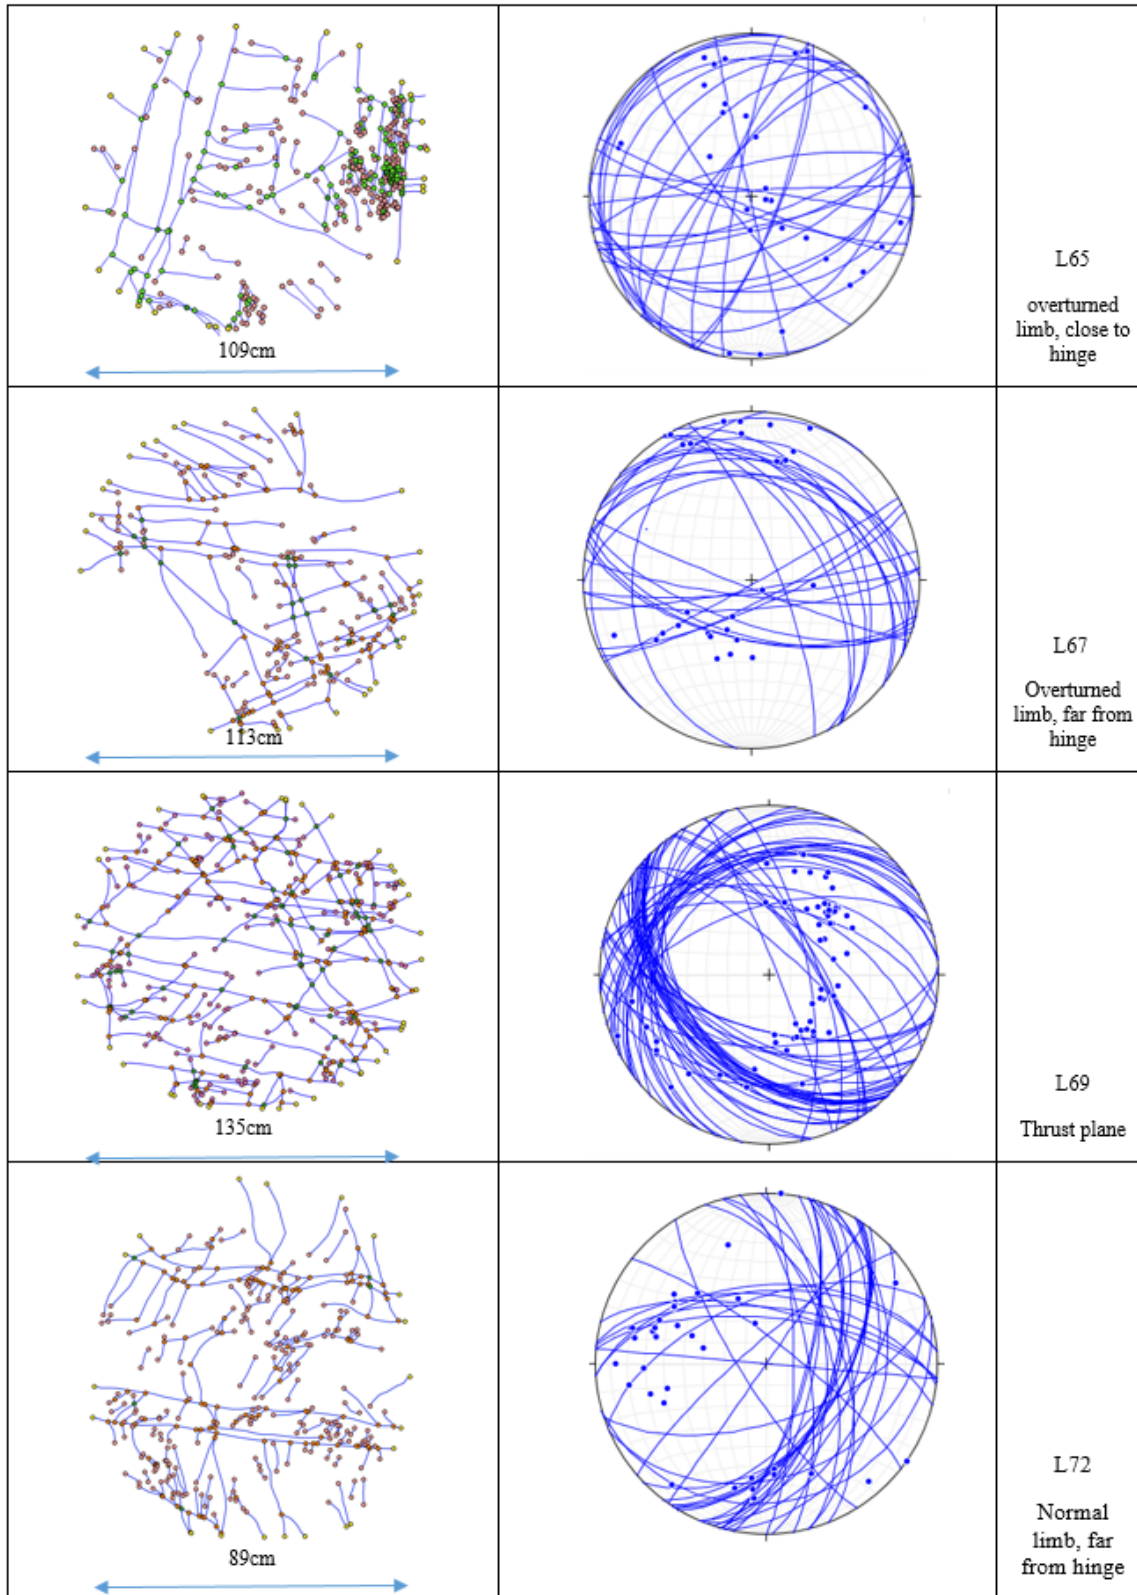 109cm
L65
overturned
limb, close to
hinge
113cm
L67
Overturned
limb, far from
hinge
135cm
L69
Thrust plane
89cm
L72
Normal
limb, far
from hinge